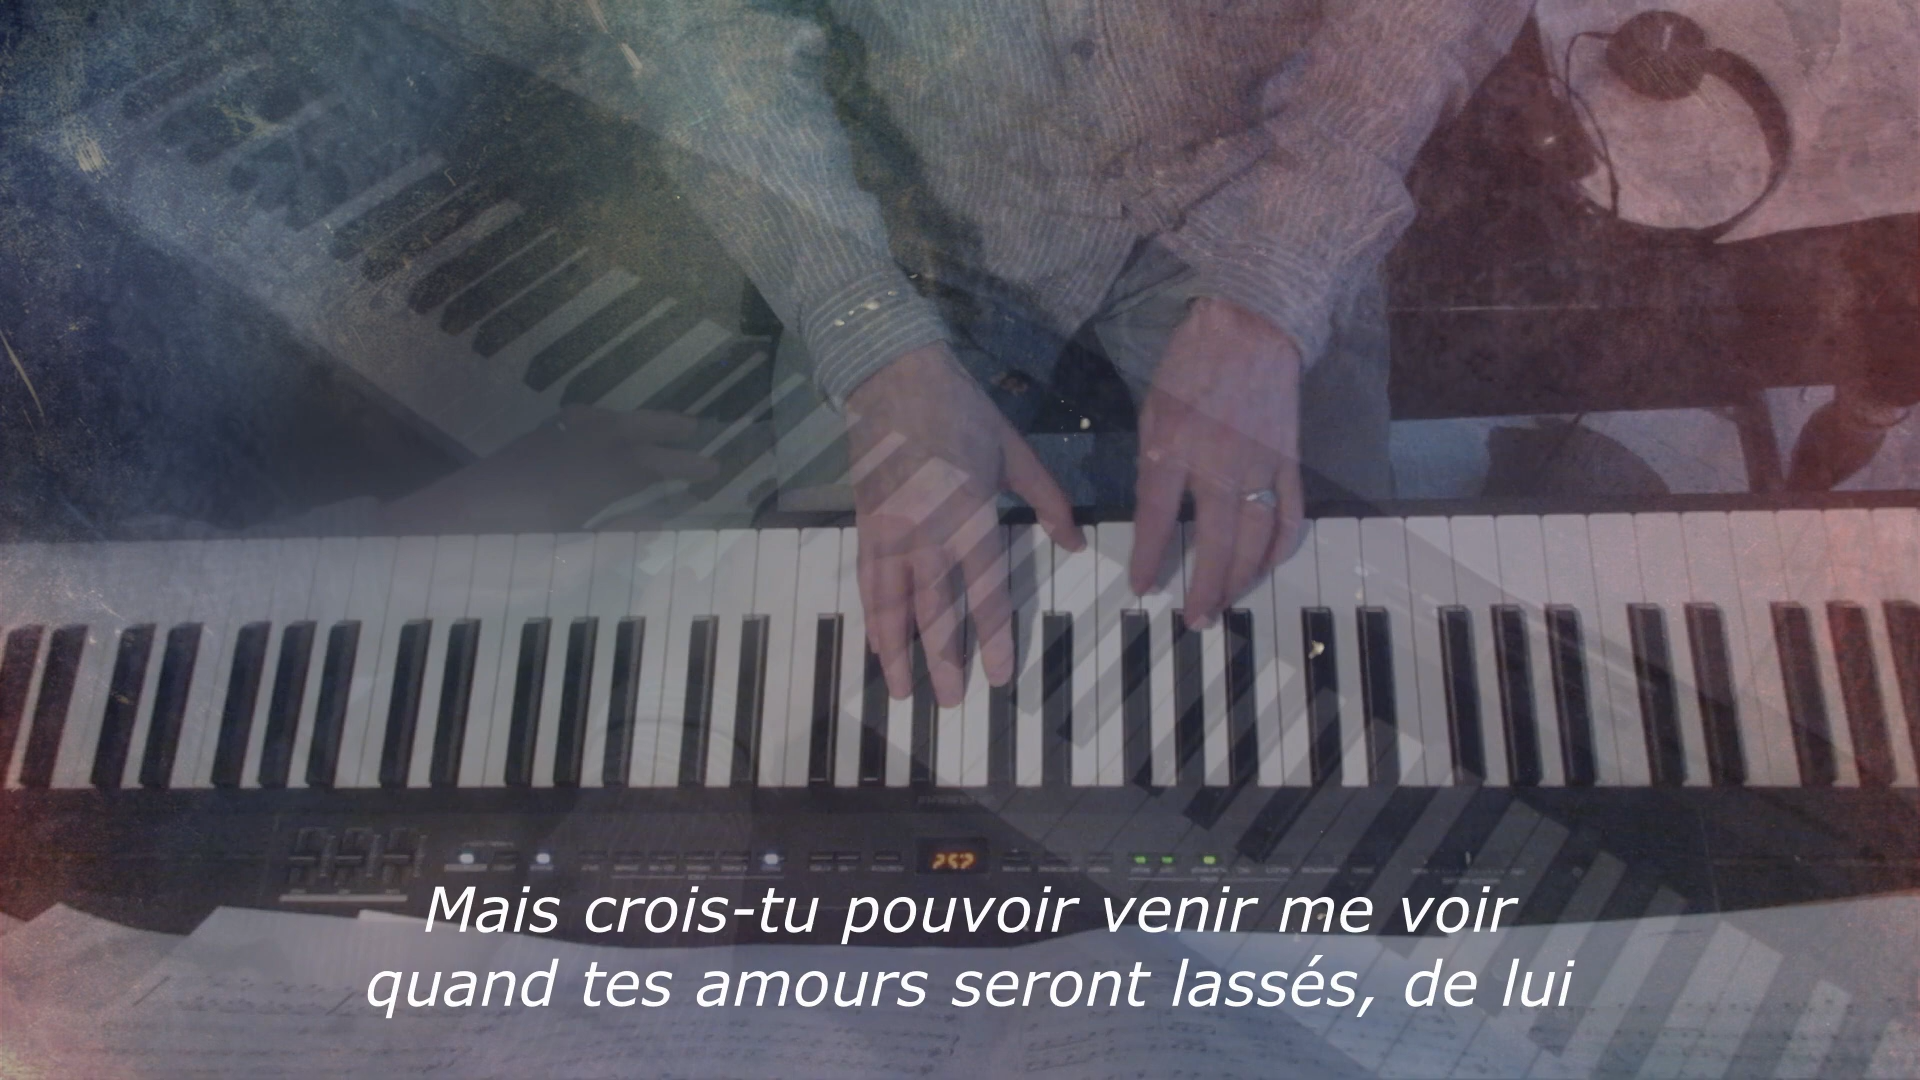 Mais crois-tu pouvoir venir me voir
quand tes amours seront lassés, de lui